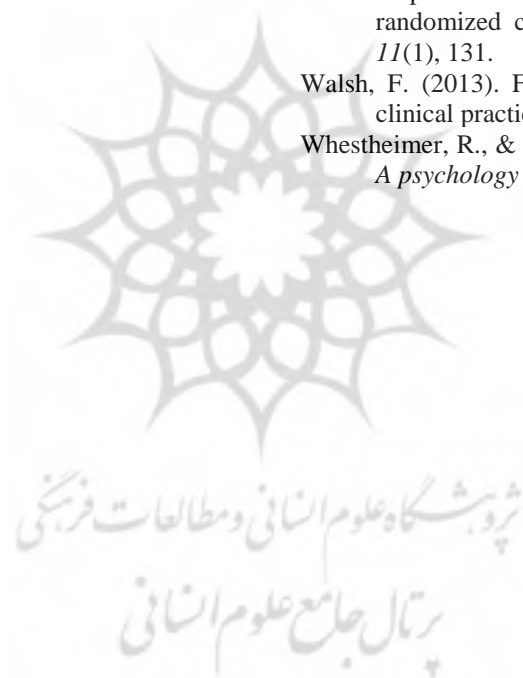 randomized c
11(1), 131.
Walsh, F. (2013). F
clinical practic
Whestheimer, R., &
A psychology
پژوهشگاه علوم انسانی و مطالعات فرهنگی
پرتال جامع علوم انسانی